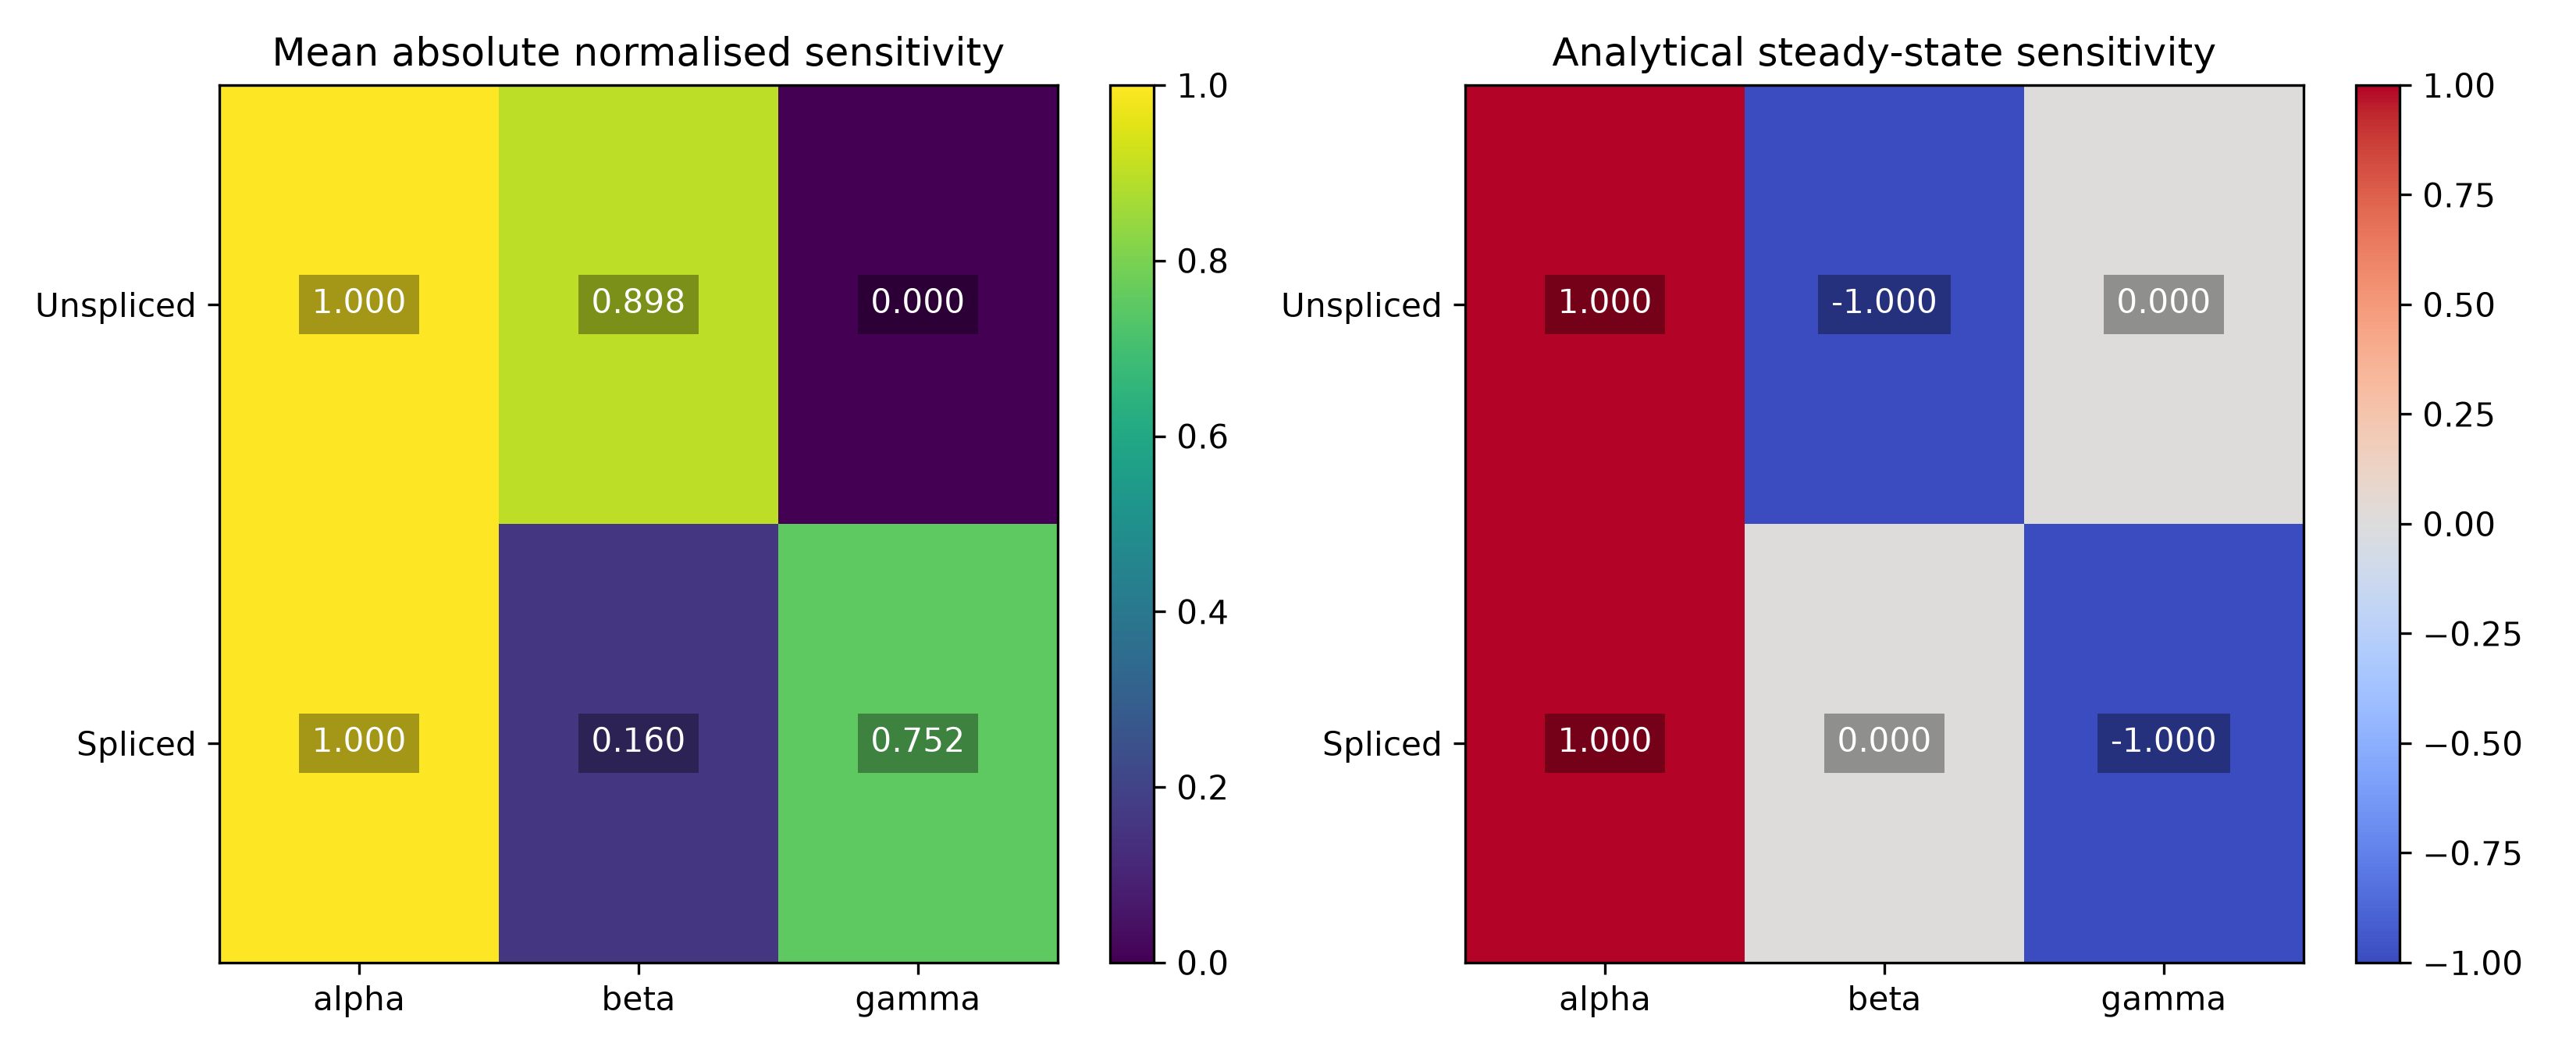 Mean absolute normalised sensitivity
Unspliced
Spliced
1.000
0.898
0.000
1.000
0.160
0.752
alpha
beta
gamma
1.0
0.8
0.6
0.4
0.2
0.0
Analytical steady-state sensitivity
Unspliced
Spliced
1.000
-1.000
0.000
1.000
0.000
-1.000
alpha
beta
gamma
1.00
0.75
0.50
0.25
0.00
−0.25
−0.50
−0.75
−1.00